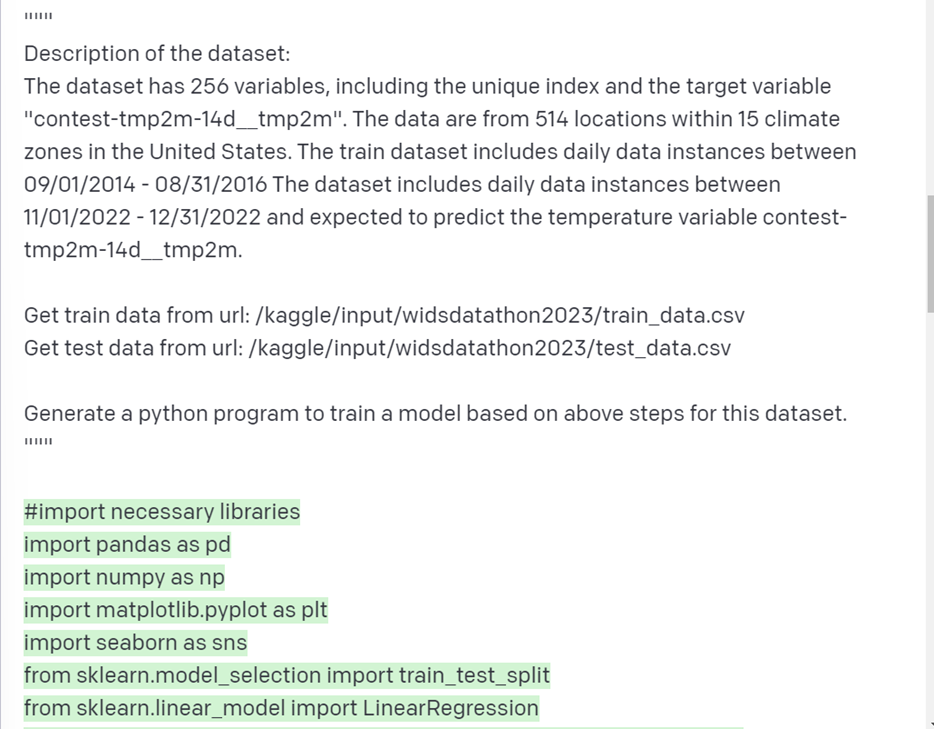 """
Description of the dataset:
The dataset has 256 variables, including the unique index and the target variable
"contest-tmp2m-14d__tmp2m". The data are from 514 locations within 15 climate
zones in the United States. The train dataset includes daily data instances between
09/01/2014 - 08/31/2016 The dataset includes daily data instances between
11/01/2022 - 12/31/2022 and expected to predict the temperature variable contest-
tmp2m-14d__tmp2m.
Get train data from url: /kaggle/input/widsdatathon2023/train_data.csv
Get test data from url: /kaggle/input/widsdatathon2023/test_data.csv
Generate a python program to train a model based on above steps for this dataset.
"""
#import necessary libraries
import pandas as pd
import numpy as np
import matplotlib.pyplot as plt
import seaborn as sns
from sklearn.model_selection import train_test_split
from sklearn.linear_model import LinearRegression